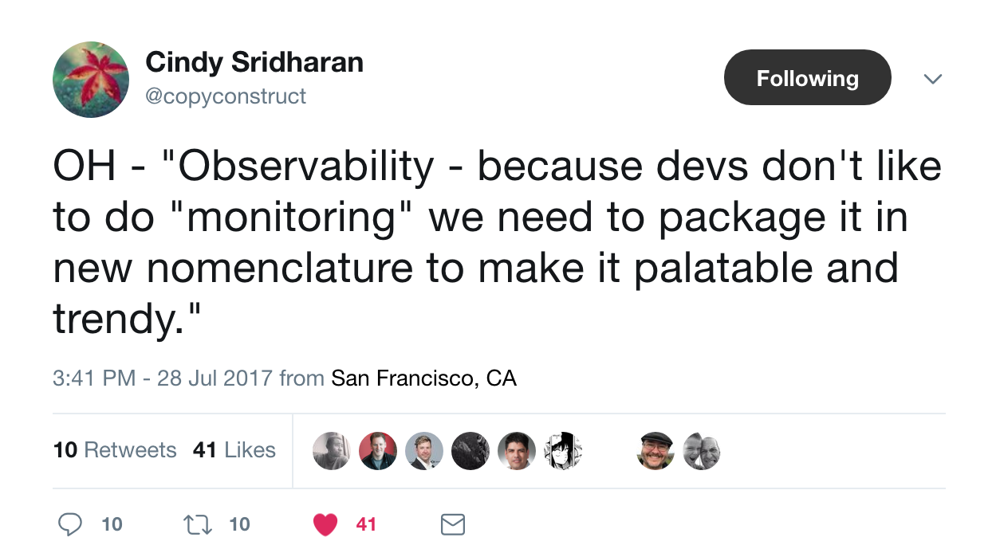 Cindy Sridharan
@copyconstruct
Following
OH - "Observability - because devs don't like
to do "monitoring" we need to package it in
new nomenclature to make it palatable and
trendy."
3:41 PM - 28 Jul 2017 from San Francisco, CA
10 Retweets 41 Likes
10 10 41